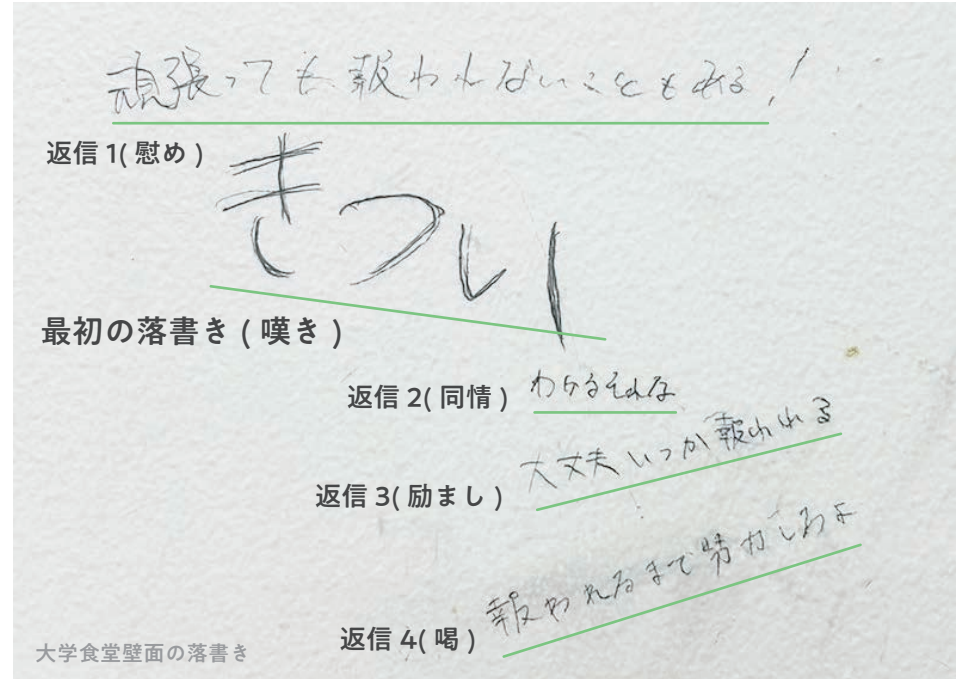 頑張っても報われないこともある!
返信 1( 慰め )
きつい
最初の落書き ( 嘆き )
返信 2( 同情 ) わかるそれな
返信 3( 励まし ) 大丈夫いつか報われる
返信 4( 喝 ) 報われるまで努力しろよ
大学食堂壁面の落書き